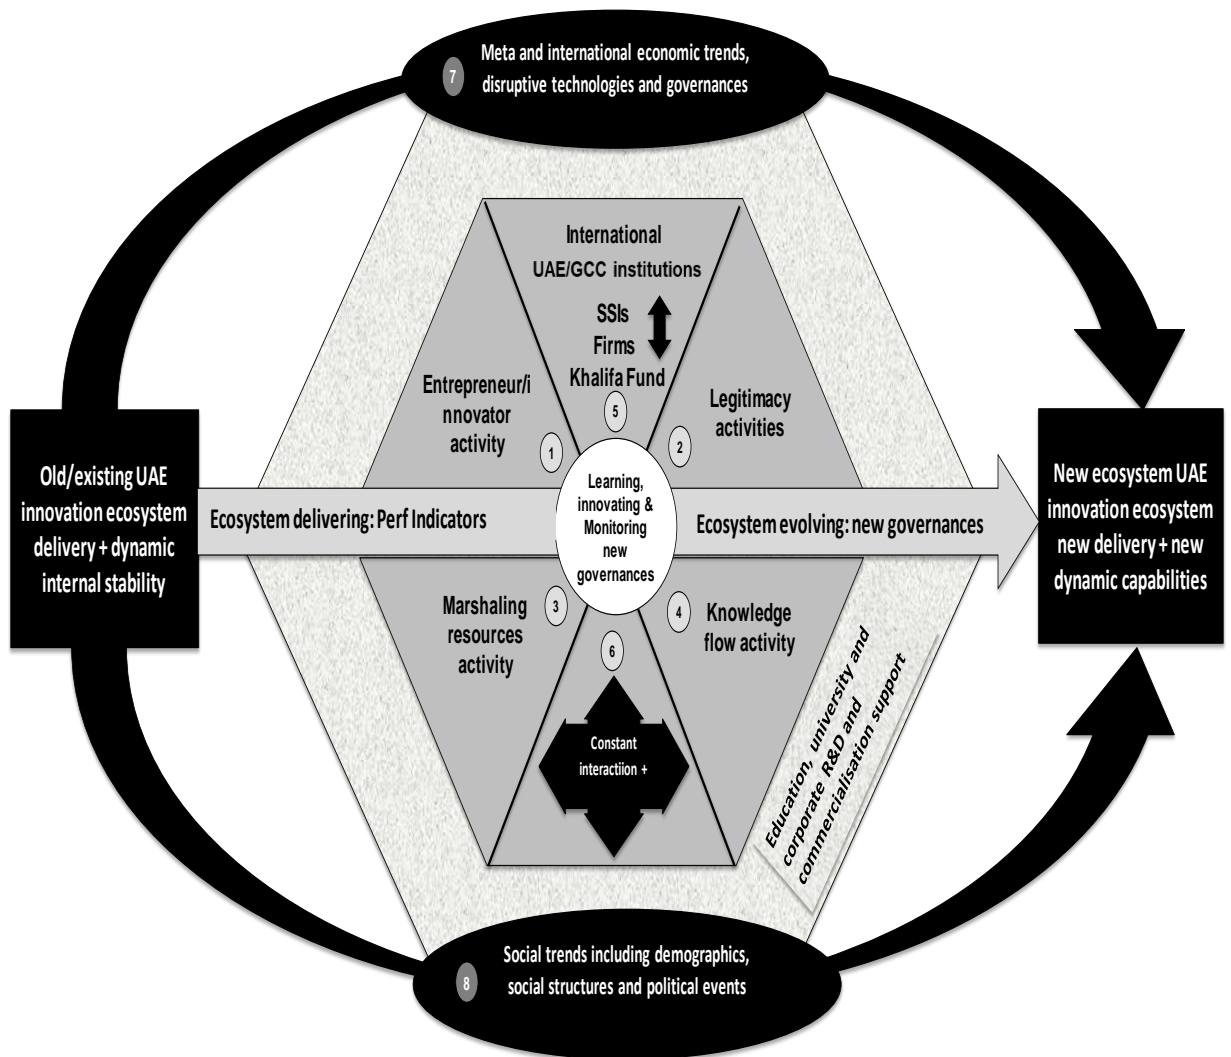 7
Meta and international economic trends,
disruptive technologies and governances
International
UAE/GCC institutions
SSIs
Firms
Khalifa Fund
5
Entrepreneur/i
nnovator
activity
1
Legitimacy
activities
2
Old/existing UAE
innovation ecosystem
delivery + dynamic
internal stability
Ecosystem delivering: Perf Indicators
Learning,
innovating &
Monitoring
new
governances
Ecosystem evolving: new governances
New ecosystem UAE
innovation ecosystem
new delivery + new
dynamic capabilities
Marshaling
resources
activity
3
6
4
Knowledge
flow activity
Constant
interactiion +
Education, university and
corporate R&D and
commercialisation support
8
Social trends including demographics,
social structures and political events